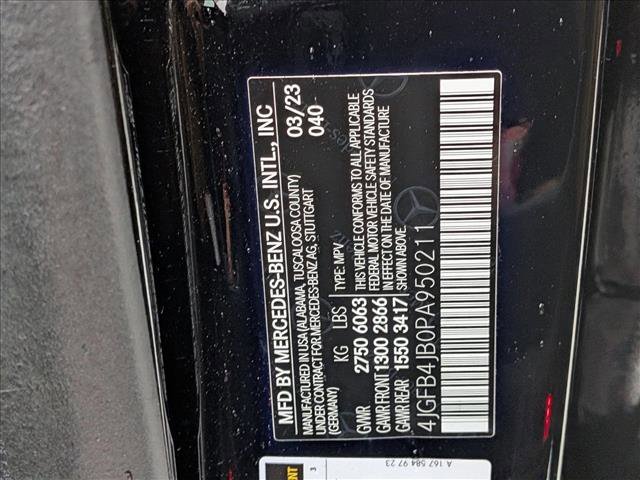 MFD BY MERCEDES-BENZ U.S. INTL., INC
MANUFACTURED IN USA (ALABAMA, TUSCALOOSA COUNTY)
UNDER CONTRACT FOR MERCEDES-BENZ AG, STUTTGART
(GERMANY)
03/23
040
KG LBS TYPE: MPV
GVWR 2750 6063
GAWR FRONT 1300 2866
GAWR REAR 1550 3417
THIS VEHICLE CONFORMS TO ALL APPLICABLE
FEDERAL MOTOR VEHICLE SAFETY STANDARDS
IN EFFECT ON THE DATE OF MANUFACTURE
SHOWN ABOVE.
4JGFB4JB0PA950211
A 167 584 97 23
3